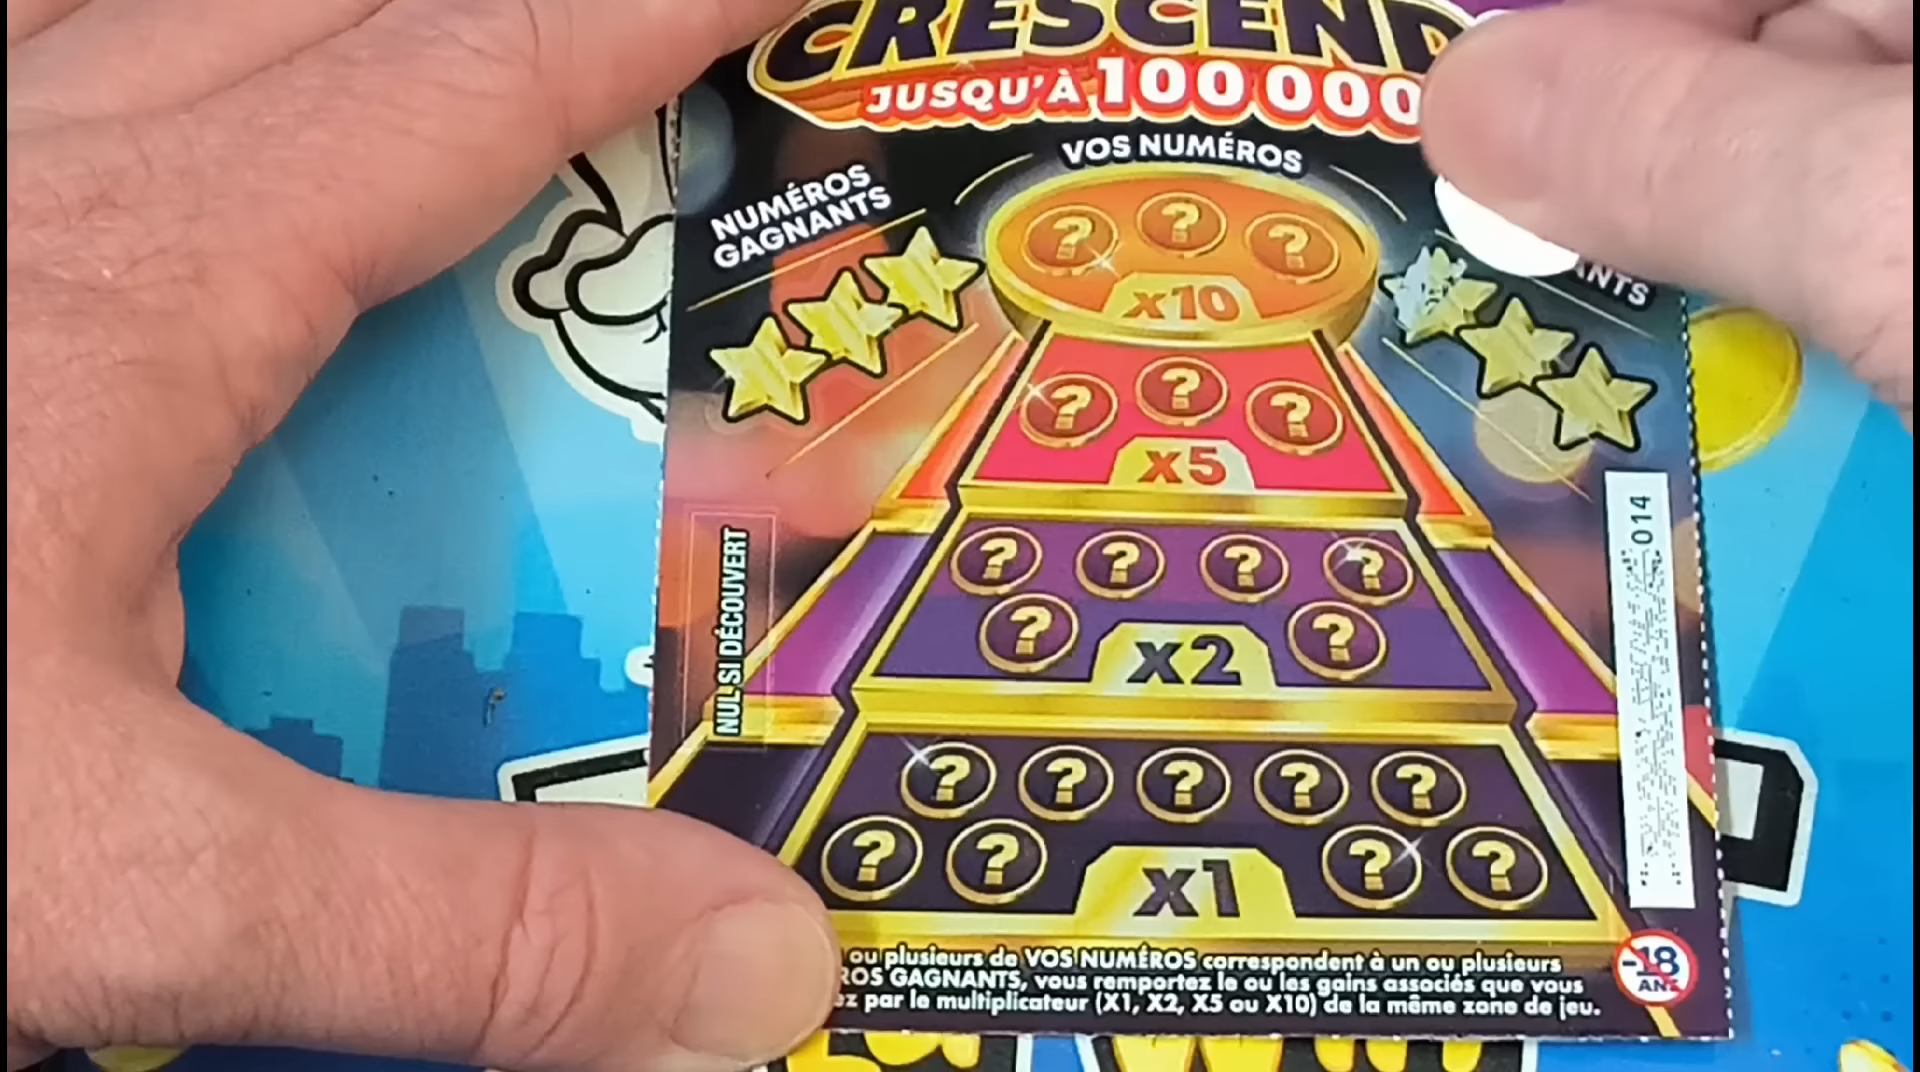 CRESCEND
JUSQU'À 100 000
VOS NUMÉROS
NUMÉROS
GAGNANTS
ANTS
? ? ?
x10
? ? ?
x5
? ? ? ?
? ?
x2
? ? ? ? ?
? ? ? ?
x1
NUL SI DÉCOUVERT
014
ou plusieurs de VOS NUMÉROS correspondent à un ou plusieurs
ROS GAGNANTS, vous remportez le ou les gains associés que vous
ez par le multiplicateur (X1, X2, X5 ou X10) de la même zone de jeu.
-18
ANS